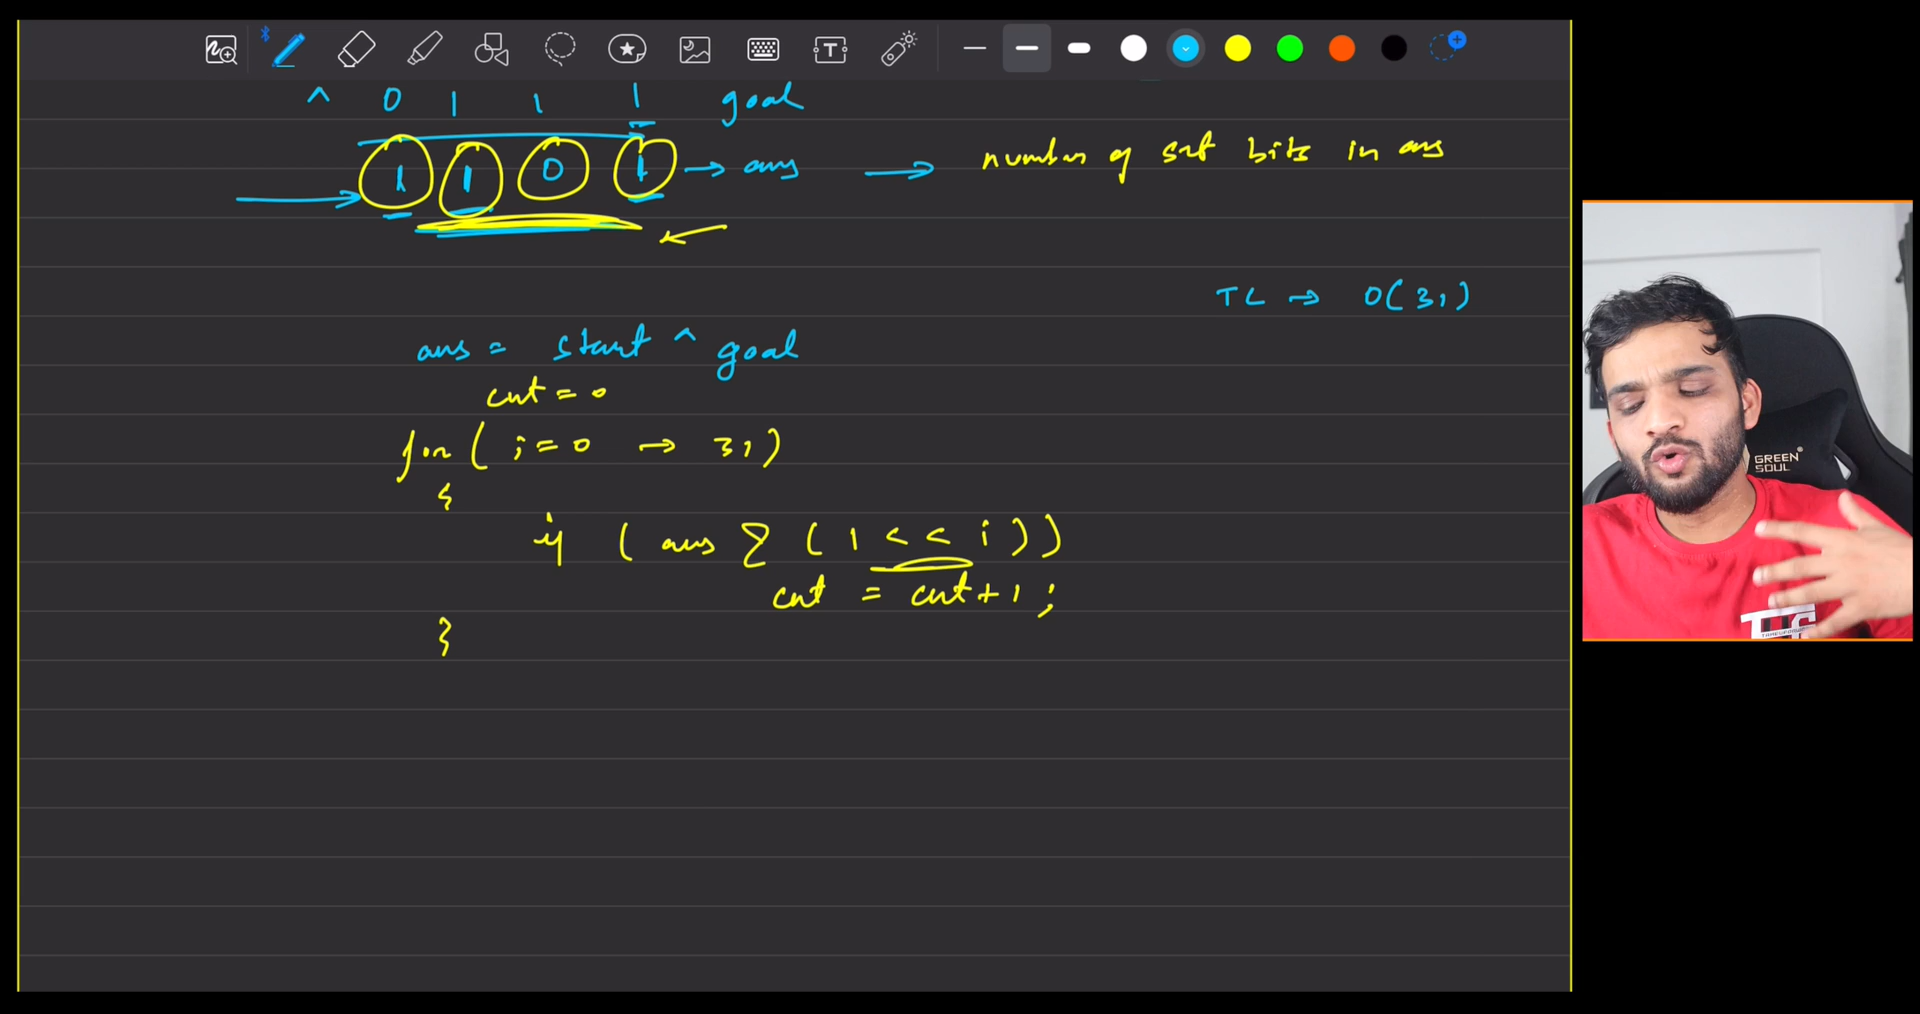 ^ 0 1 1 1 goal
1 1 0 1 → ans → number of set bits in ans
TC → O(31)
ans = start ^ goal
cnt = 0
for ( i = 0 → 31)
{
if ( ans & ( 1 << i ) )
cnt = cnt + 1 ;
}
GREEN
SOUL
T